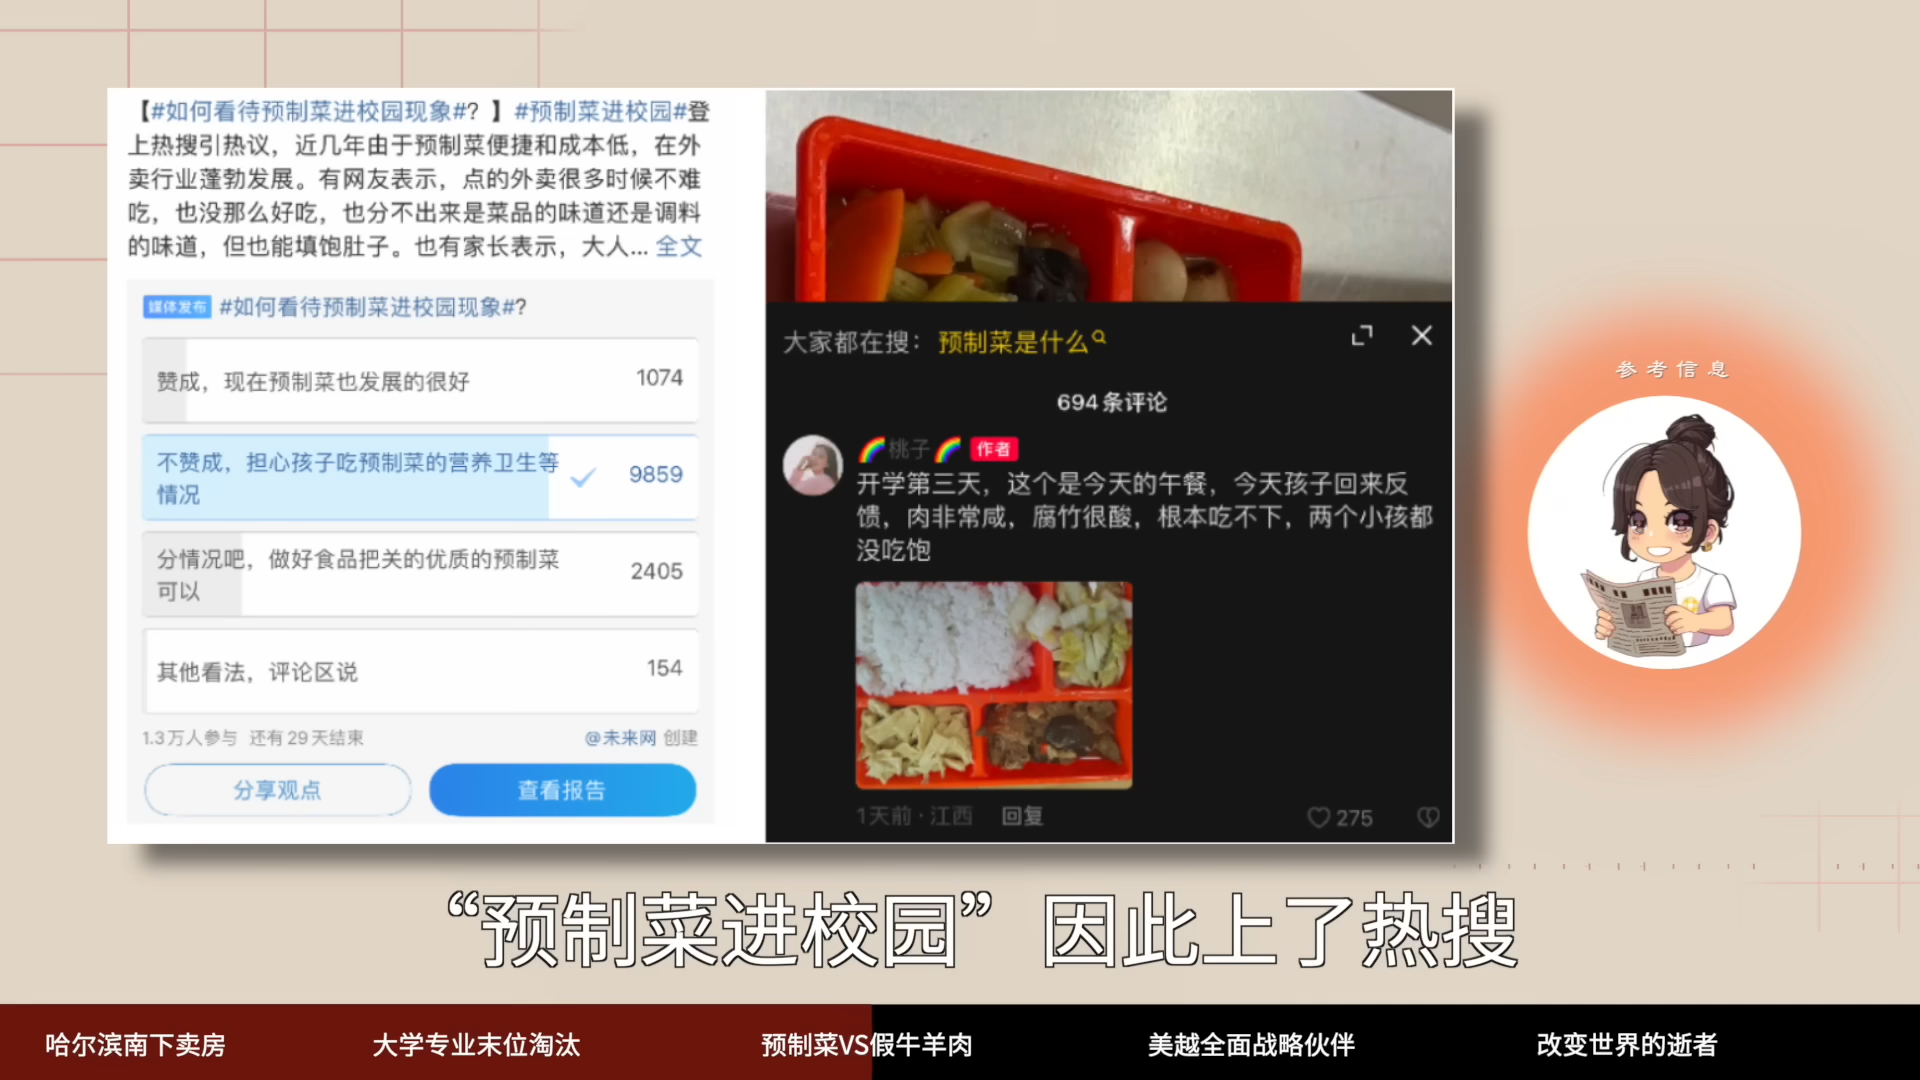 【#如何看待预制菜进校园现象#？】#预制菜进校园#登
上热搜引热议，近几年由于预制菜便捷和成本低，在外
卖行业蓬勃发展。有网友表示，点的外卖很多时候不难
吃，也没那么好吃，也分不出来是菜品的味道还是调料
的味道，但也能填饱肚子。也有家长表示，大人... 全文
媒体发布 #如何看待预制菜进校园现象#?
赞成，现在预制菜也发展的很好 1074
不赞成，担心孩子吃预制菜的营养卫生等
情况 9859
分情况吧，做好食品把关的优质的预制菜
可以 2405
其他看法，评论区说 154
1.3万人参与 还有29天结束 @未来网 创建
分享观点 查看报告
大家都在搜：预制菜是什么
694条评论
桃子 作者
开学第三天，这个是今天的午餐，今天孩子回来反
馈，肉非常咸，腐竹很酸，根本吃不下，两个小孩都
没吃饱
1天前·江西 回复 275
参考信息
“预制菜进校园” 因此上了热搜
哈尔滨南下卖房 大学专业末位淘汰 预制菜VS假牛羊肉 美越全面战略伙伴 改变世界的逝者